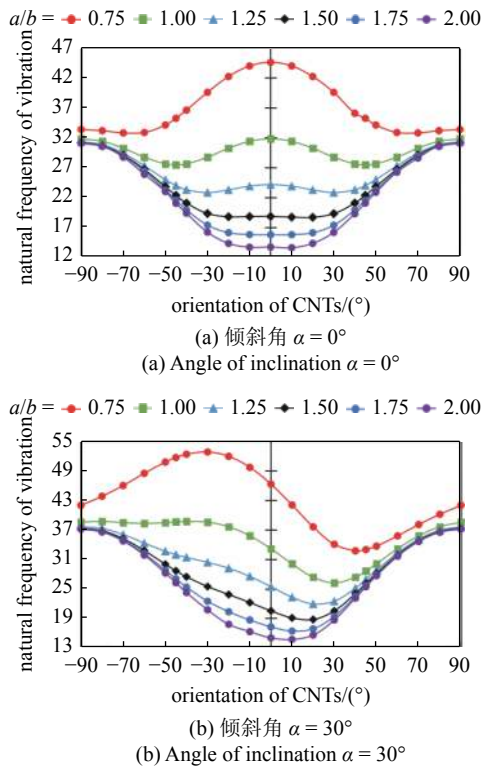 a/b = 0.75 1.00 1.25 1.50 1.75 2.00
natural frequency of vibration
47
42
37
32
27
22
17
12
−90 −70 −50 −30 −10 10 30 50 70 90
orientation of CNTs/(°)
(a) 倾斜角 α = 0°
(a) Angle of inclination α = 0°
a/b = 0.75 1.00 1.25 1.50 1.75 2.00
natural frequency of vibration
55
49
43
37
31
25
19
13
−90 −70 −50 −30 −10 10 30 50 70 90
orientation of CNTs/(°)
(b) 倾斜角 α = 30°
(b) Angle of inclination α = 30°